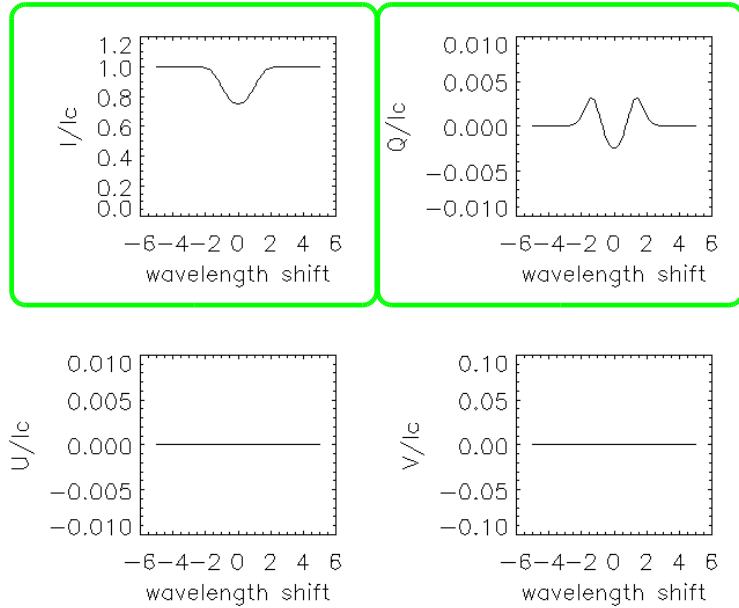 1.2
1.0
0.8
0.6
0.4
0.2
0.0
I/Ic
-6-4-2 0 2 4 6
wavelength shift
0.010
0.005
0.000
-0.005
-0.010
Q/Ic
-6-4-2 0 2 4 6
wavelength shift
0.010
0.005
0.000
-0.005
-0.010
U/Ic
-6-4-2 0 2 4 6
wavelength shift
0.10
0.05
0.00
-0.05
-0.10
V/Ic
-6-4-2 0 2 4 6
wavelength shift